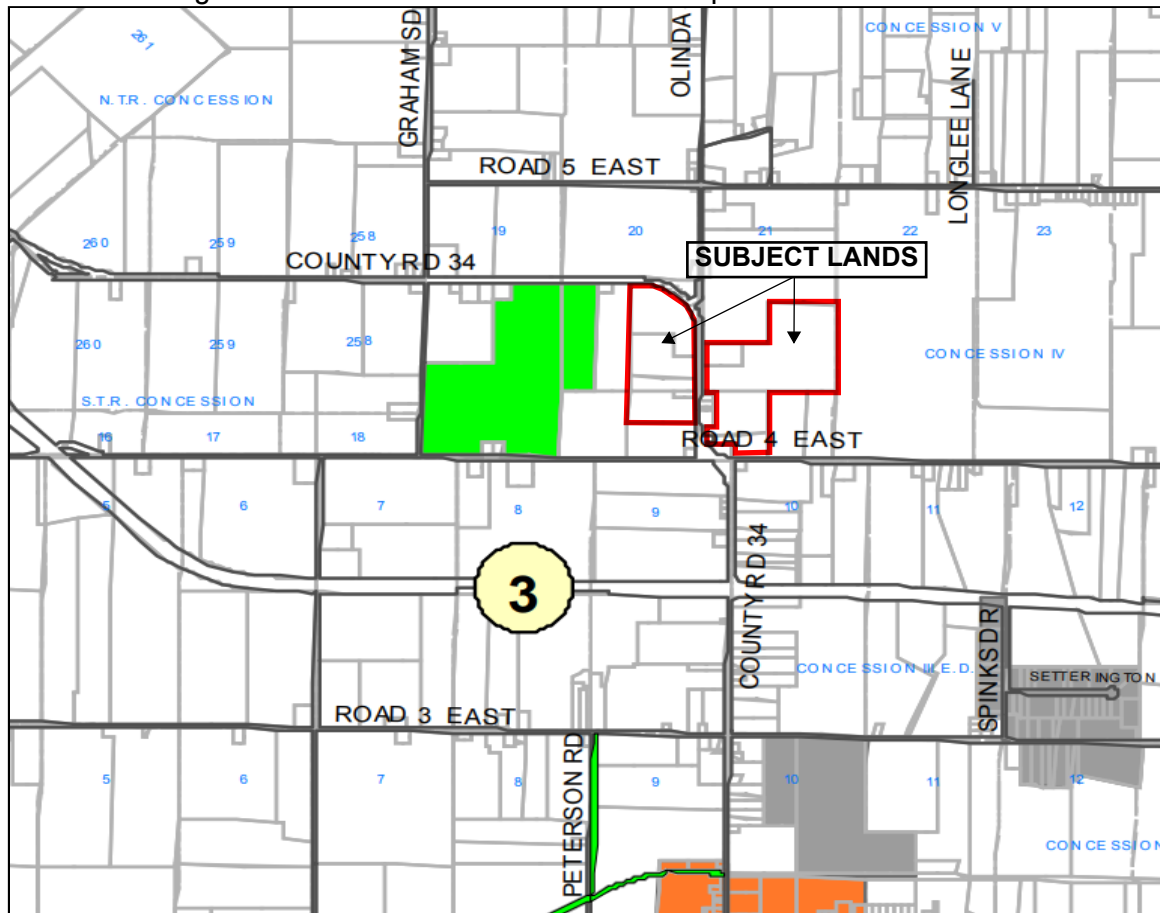 261
GRAHAM SD
OLINDA
CONCESSION V
LONGLEE LANE
N.T.R. CONCESSION
ROAD 5 EAST
260
259
258
19
20
21
22
23
COUNTY RD 34
SUBJECT LANDS
260
259
258
CONCESSION IV
S.T.R. CONCESSION
16
17
18
ROAD 4 EAST
5
6
7
8
9
10
11
12
3
COUNTY RD 34
CONCESSION III E.D.
SPINKS DR
SETTERINGTON
ROAD 3 EAST
PETERSON RD
5
6
7
8
9
10
11
12
CONCESSION